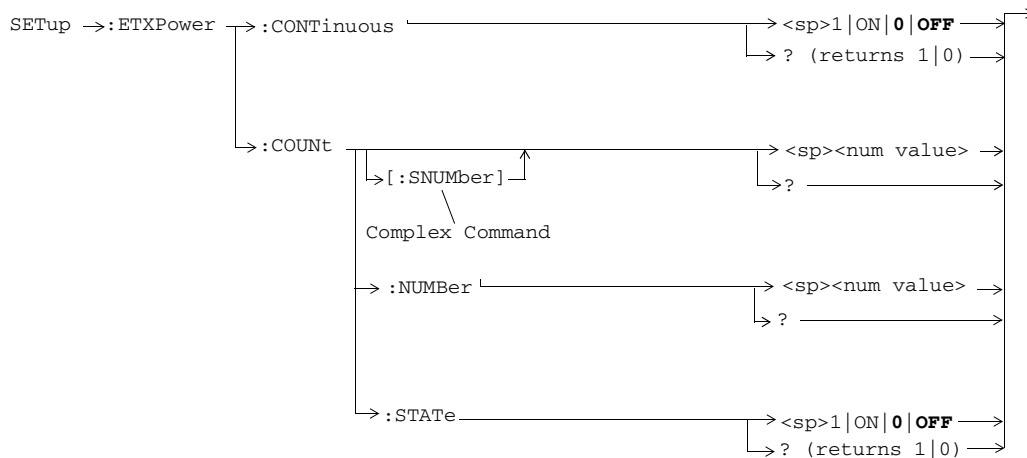 SETup :ETXPower :CONTinuous <sp>1|ON|0|OFF
? (returns 1|0)
:COUNt <sp><num value>
[:SNUMber] ?
Complex Command
:NUMBer <sp><num value>
?
:STATe <sp>1|ON|0|OFF
? (returns 1|0)